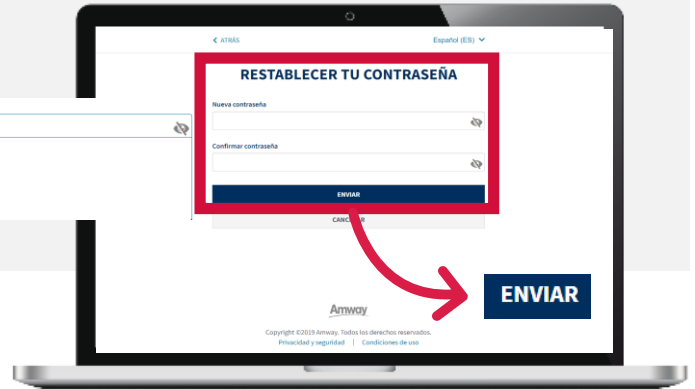 ATRÁS
Español (ES)
RESTABLECER TU CONTRASEÑA
Nueva contraseña
Confirmar contraseña
ENVIAR
ENVIAR
Amway
Copyright ©2019 Amway. Todos los derechos reservados.
Privacidad y seguridad | Condiciones de uso